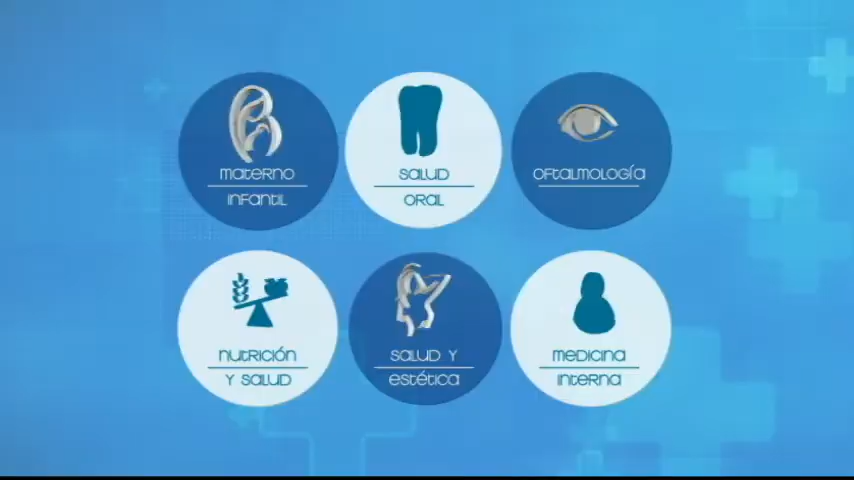 materno
infantil
salud
oral
oftalmología
nutrición
y salud
salud y
estética
medicina
interna